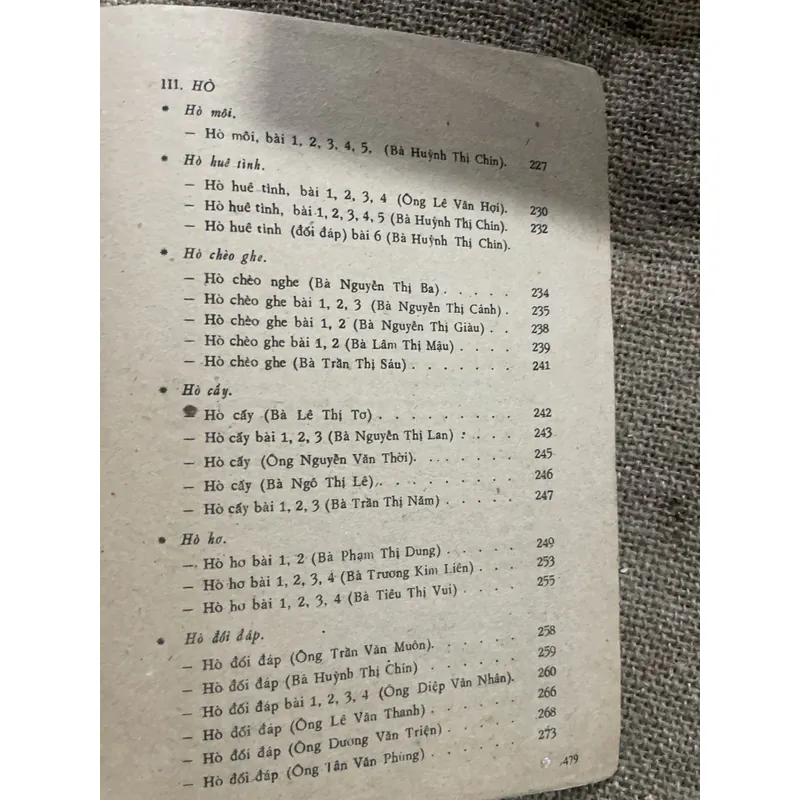 III. HÒ
• Hò môi.
— Hò môi, bài 1, 2, 3, 4, 5, (Bà Huỳnh Thị Chín). 227
• Hò huê tình.
— Hò huê tình, bài 1, 2, 3, 4 (Ông Lê Văn Hợi). 230
— Hò huê tình, bài 1, 2, 3, 4, 5 (Bà Huỳnh Thị Chín). 232
— Hò huê tình (đối đáp) bài 6 (Bà Huỳnh Thị Chín).
• Hò chèo ghe.
— Hò chèo nghe (Bà Nguyễn Thị Ba) . . . . . 234
— Hò chèo ghe bài 1, 2, 3 (Bà Nguyễn Thị Cảnh) . 235
— Hò chèo ghe bài 1, 2 (Bà Nguyễn Thị Giàu) . . 238
— Hò chèo ghe bài 1, 2 (Bà Lâm Thị Mậu) . . . . 239
— Hò chèo ghe (Bà Trần Thị Sáu) . . . . . . . 241
• Hò cấy.
— Hò cấy (Bà Lê Thị Tơ) . . . . . . . . . 242
— Hò cấy bài 1, 2, 3 (Bà Nguyễn Thị Lan) . . . . 243
— Hò cấy (Ông Nguyễn Văn Thời). . . . . . . 245
— Hò cấy (Bà Ngô Thị Lê) . . . . . . . . . 246
— Hò cấy bài 1, 2, 3 (Bà Trần Thị Năm) . . . . . 247
• Hò hơ.
— Hò hơ bài 1, 2 (Bà Phạm Thị Dung) . . . . . 249
— Hò hơ bài 1, 2, 3, 4 (Bà Trương Kim Liên) . . . 253
— Hò hơ bài 1, 2, 3, 4 (Bà Tiêu Thị Vui) . . . . 255
• Hò đối đáp.
— Hò đối đáp (Ông Trần Văn Muôn). . . . . . 258
— Hò đối đáp (Bà Huỳnh Thị Chín) . . . . . . 259
— Hò đối đáp bài 1, 2, 3, 4 (Ông Diệp Văn Nhân). 260
— Hò đối đáp (Ông Lê Văn Thanh) . . . . . . 266
— Hò đối đáp (Ông Dương Văn Triện) . . . . . 268
— Hò đối đáp (Ông Tân Văn Phùng) . . . . . . 273
479